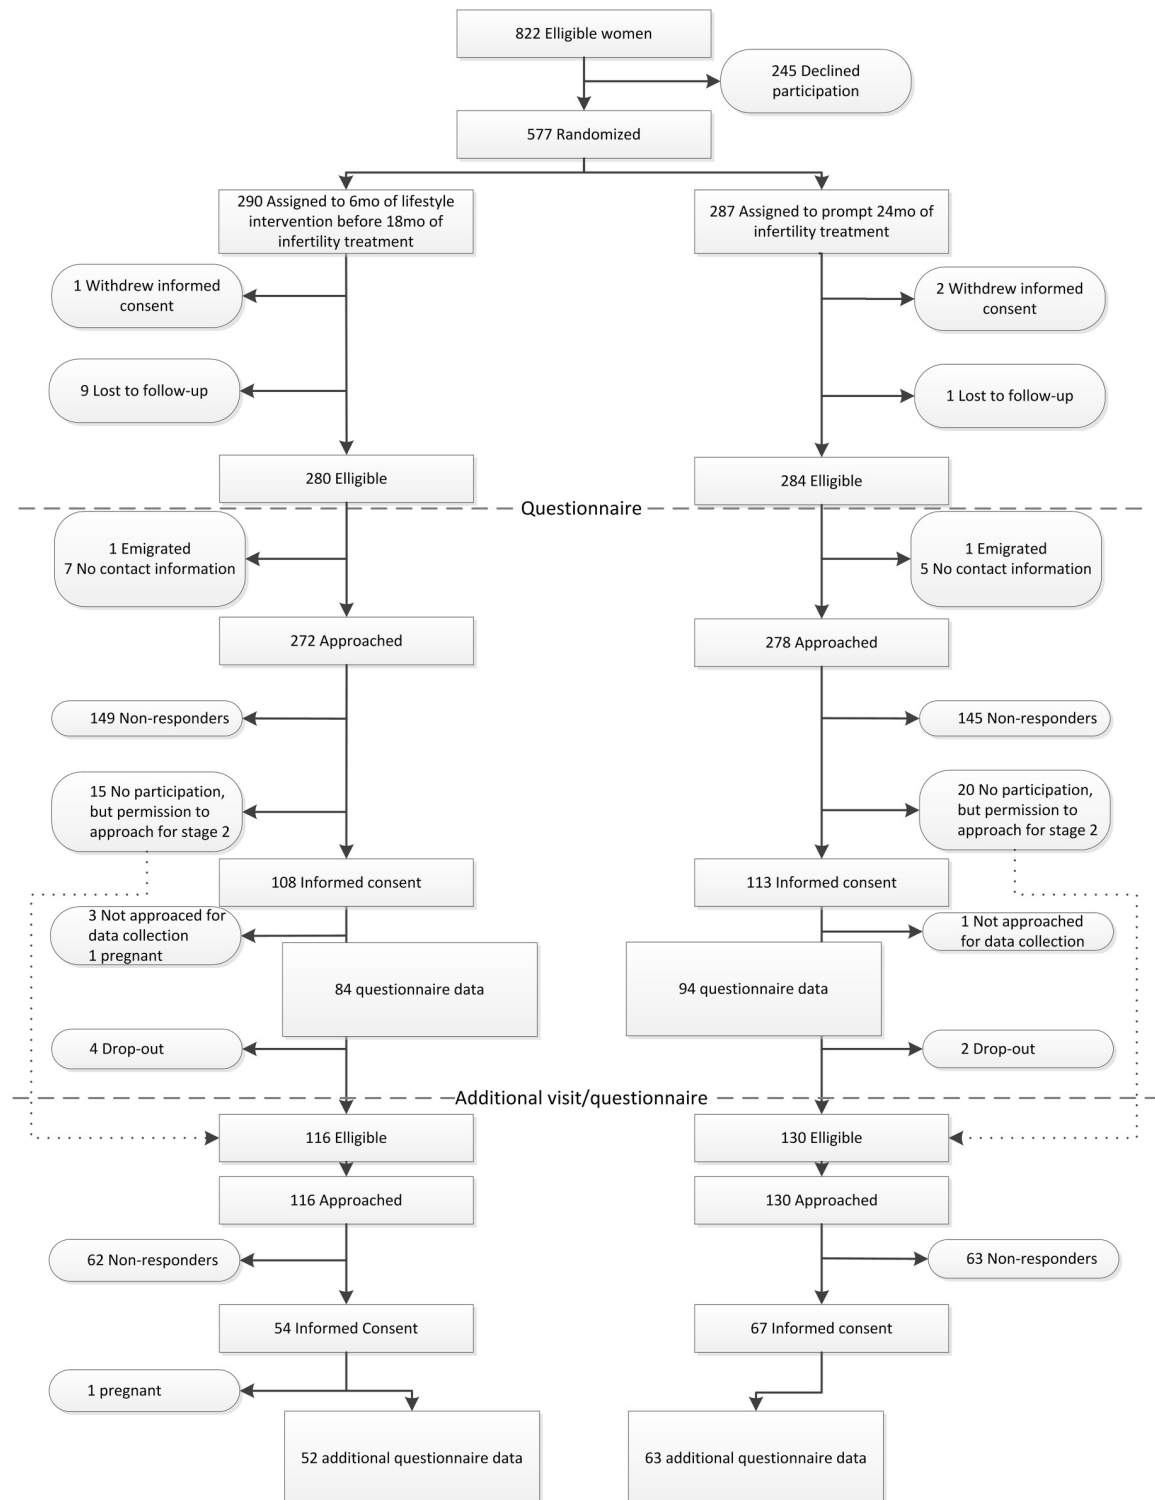 822 Elligible women
245 Declined
participation
577 Randomized
290 Assigned to 6mo of lifestyle
intervention before 18mo of
infertility treatment
287 Assigned to prompt 24mo of
infertility treatment
1 Withdrew informed
consent
2 Withdrew informed
consent
9 Lost to follow-up
1 Lost to follow-up
280 Elligible
284 Elligible
Questionnaire
1 Emigrated
7 No contact information
1 Emigrated
5 No contact information
272 Approached
278 Approached
149 Non-responders
145 Non-responders
15 No participation,
but permission to
approach for stage 2
20 No participation,
but permission to
approach for stage 2
108 Informed consent
113 Informed consent
3 Not approaced for
data collection
1 pregnant
1 Not approached
for data collection
84 questionnaire data
94 questionnaire data
4 Drop-out
2 Drop-out
Additional visit/questionnaire
116 Elligible
130 Elligible
116 Approached
130 Approached
62 Non-responders
63 Non-responders
54 Informed Consent
67 Informed consent
1 pregnant
52 additional questionnaire data
63 additional questionnaire data